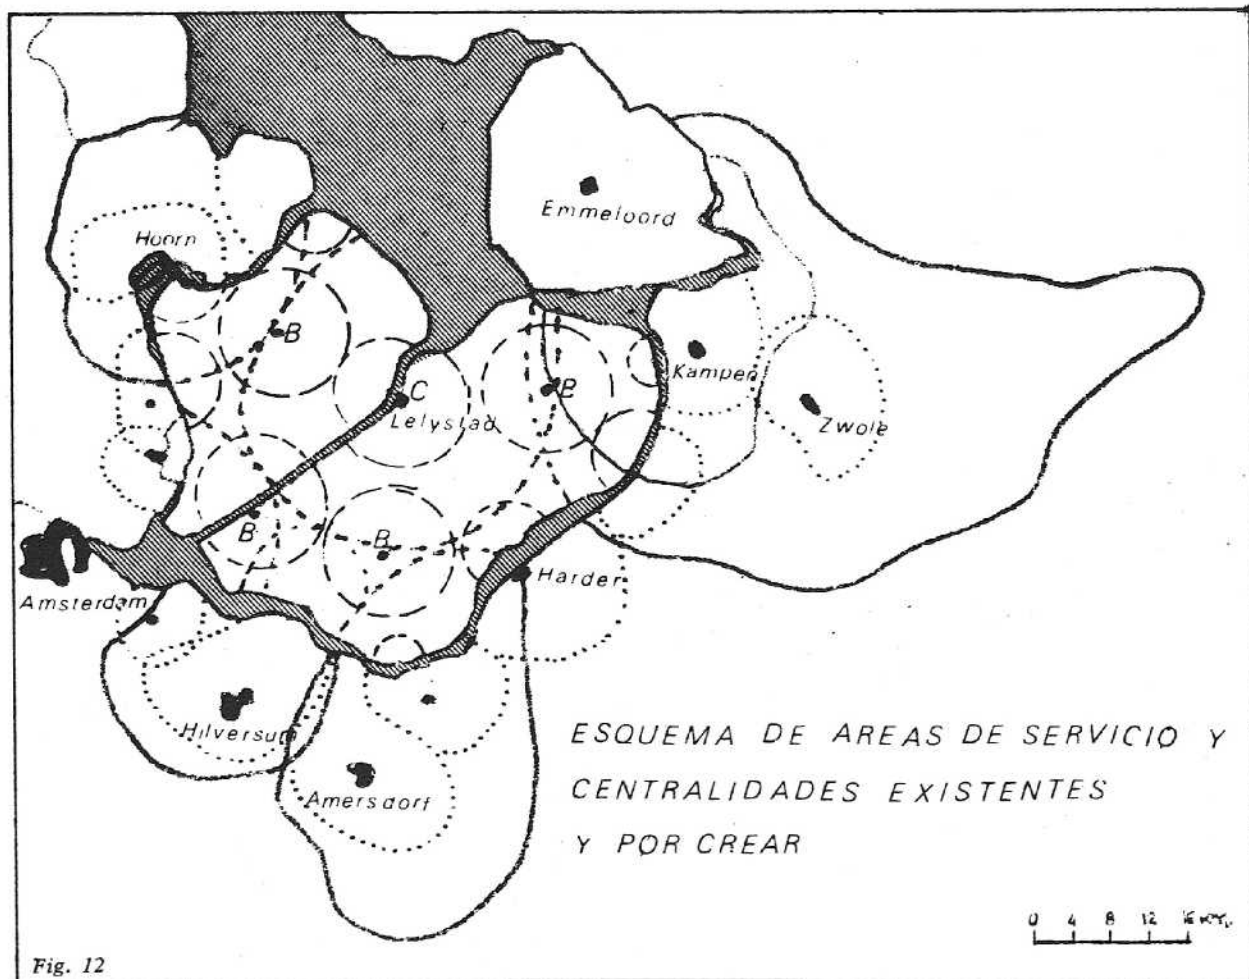 Emmeloord
Hoorn
B
C
Lelystad
B
Kampen
Zwole
B
B
Harder
Amsterdam
Hilversum
Amersdorf
ESQUEMA DE AREAS DE SERVICIO Y
CENTRALIDADES EXISTENTES
Y POR CREAR
0 4 8 12 16 KM.
Fig. 12